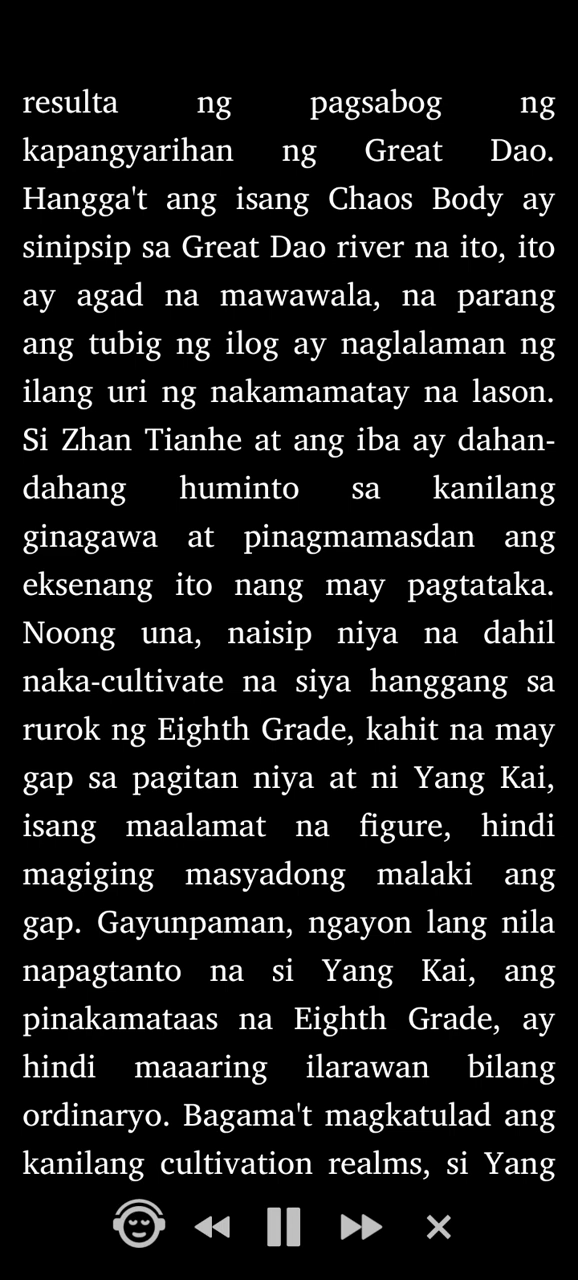 resulta ng pagsabog ng
kapangyarihan ng Great Dao.
Hangga't ang isang Chaos Body ay
sinipsip sa Great Dao river na ito, ito
ay agad na mawawala, na parang
ang tubig ng ilog ay naglalaman ng
ilang uri ng nakamamatay na lason.
Si Zhan Tianhe at ang iba ay dahan-
dahang huminto sa kanilang
ginagawa at pinagmamasdan ang
eksenang ito nang may pagtataka.
Noong una, naisip niya na dahil
naka-cultivate na siya hanggang sa
rurok ng Eighth Grade, kahit na may
gap sa pagitan niya at ni Yang Kai,
isang maalamat na figure, hindi
magiging masyadong malaki ang
gap. Gayunpaman, ngayon lang nila
napagtanto na si Yang Kai, ang
pinakamataas na Eighth Grade, ay
hindi maaaring ilarawan bilang
ordinaryo. Bagama't magkatulad ang
kanilang cultivation realms, si Yang